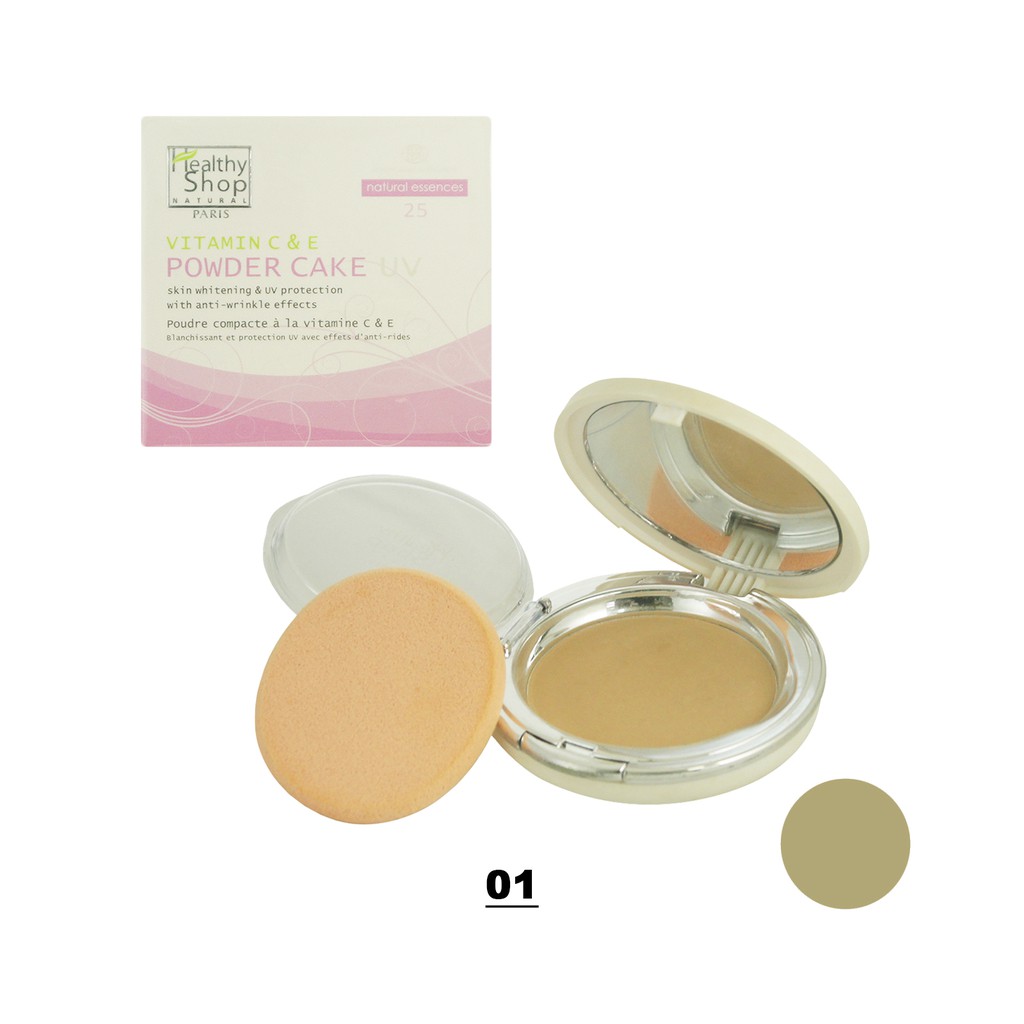 Healthy
Shop
NATURAL
PARIS
natural essences
25
VITAMIN C & E
POWDER CAKE UV
skin whitening & UV protection
with anti-wrinkle effects
Poudre compacte à la vitamine C & E
Blanchissant et protection UV avec effets d'anti-rides
01